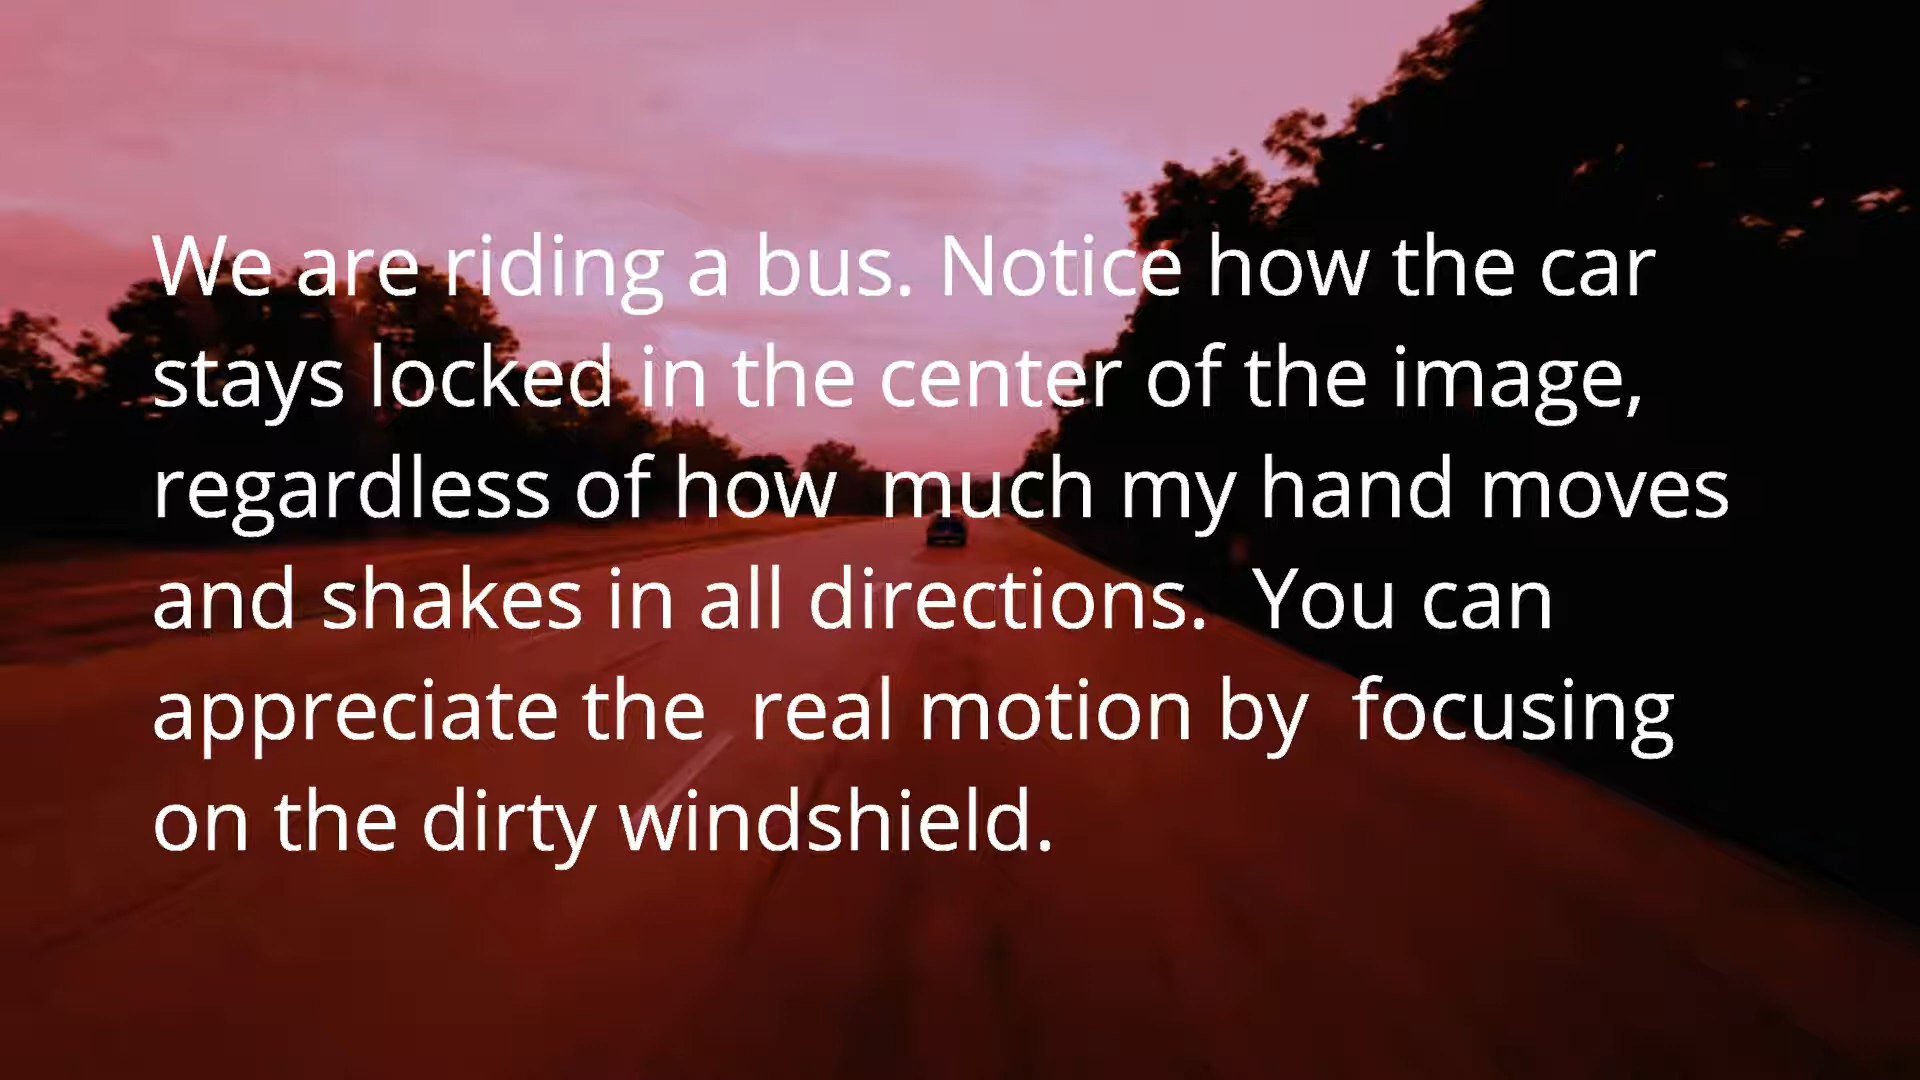 We are riding a bus. Notice how the car
stays locked in the center of the image,
regardless of how  much my hand moves
and shakes in all directions.  You can
appreciate the  real motion by  focusing
on the dirty windshield.